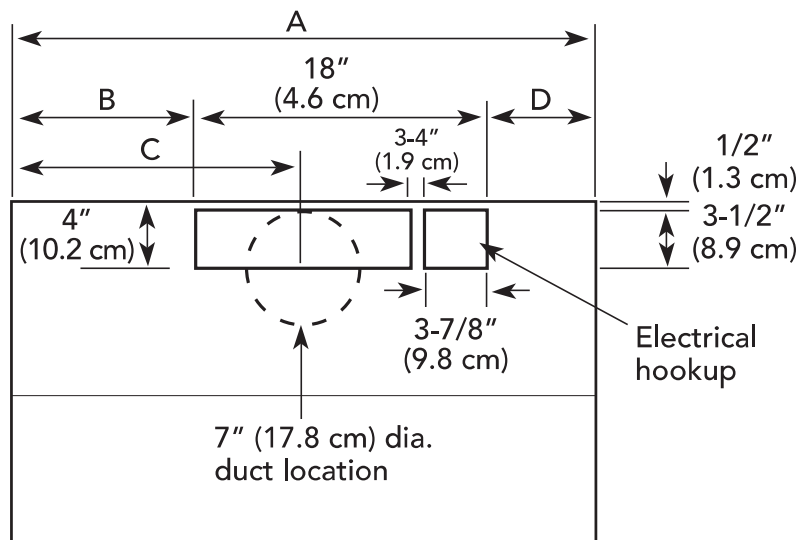 A
18″
(4.6 cm)
B
D
C
3-4″
(1.9 cm)
1/2″
(1.3 cm)
4″
(10.2 cm)
3-1/2″
(8.9 cm)
3-7/8″
(9.8 cm)
Electrical
hookup
7″ (17.8 cm) dia.
duct location